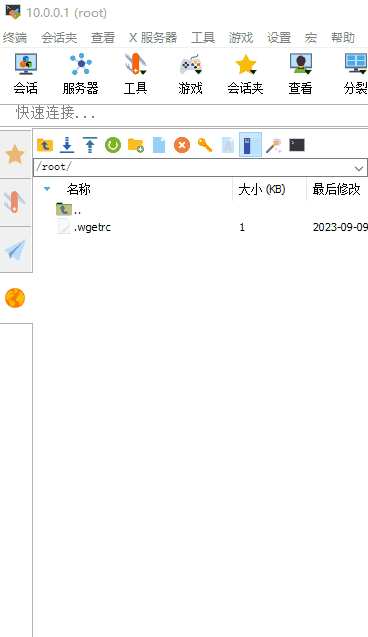 10.0.0.1 (root)
终端 会话夹 查看 X 服务器 工具 游戏 设置 宏 帮助
会话 服务器 工具 游戏 会话夹 查看 分裂
快速连接...
/root/
名称 大小 (KB) 最后修改
..
.wgetrc 1 2023-09-09